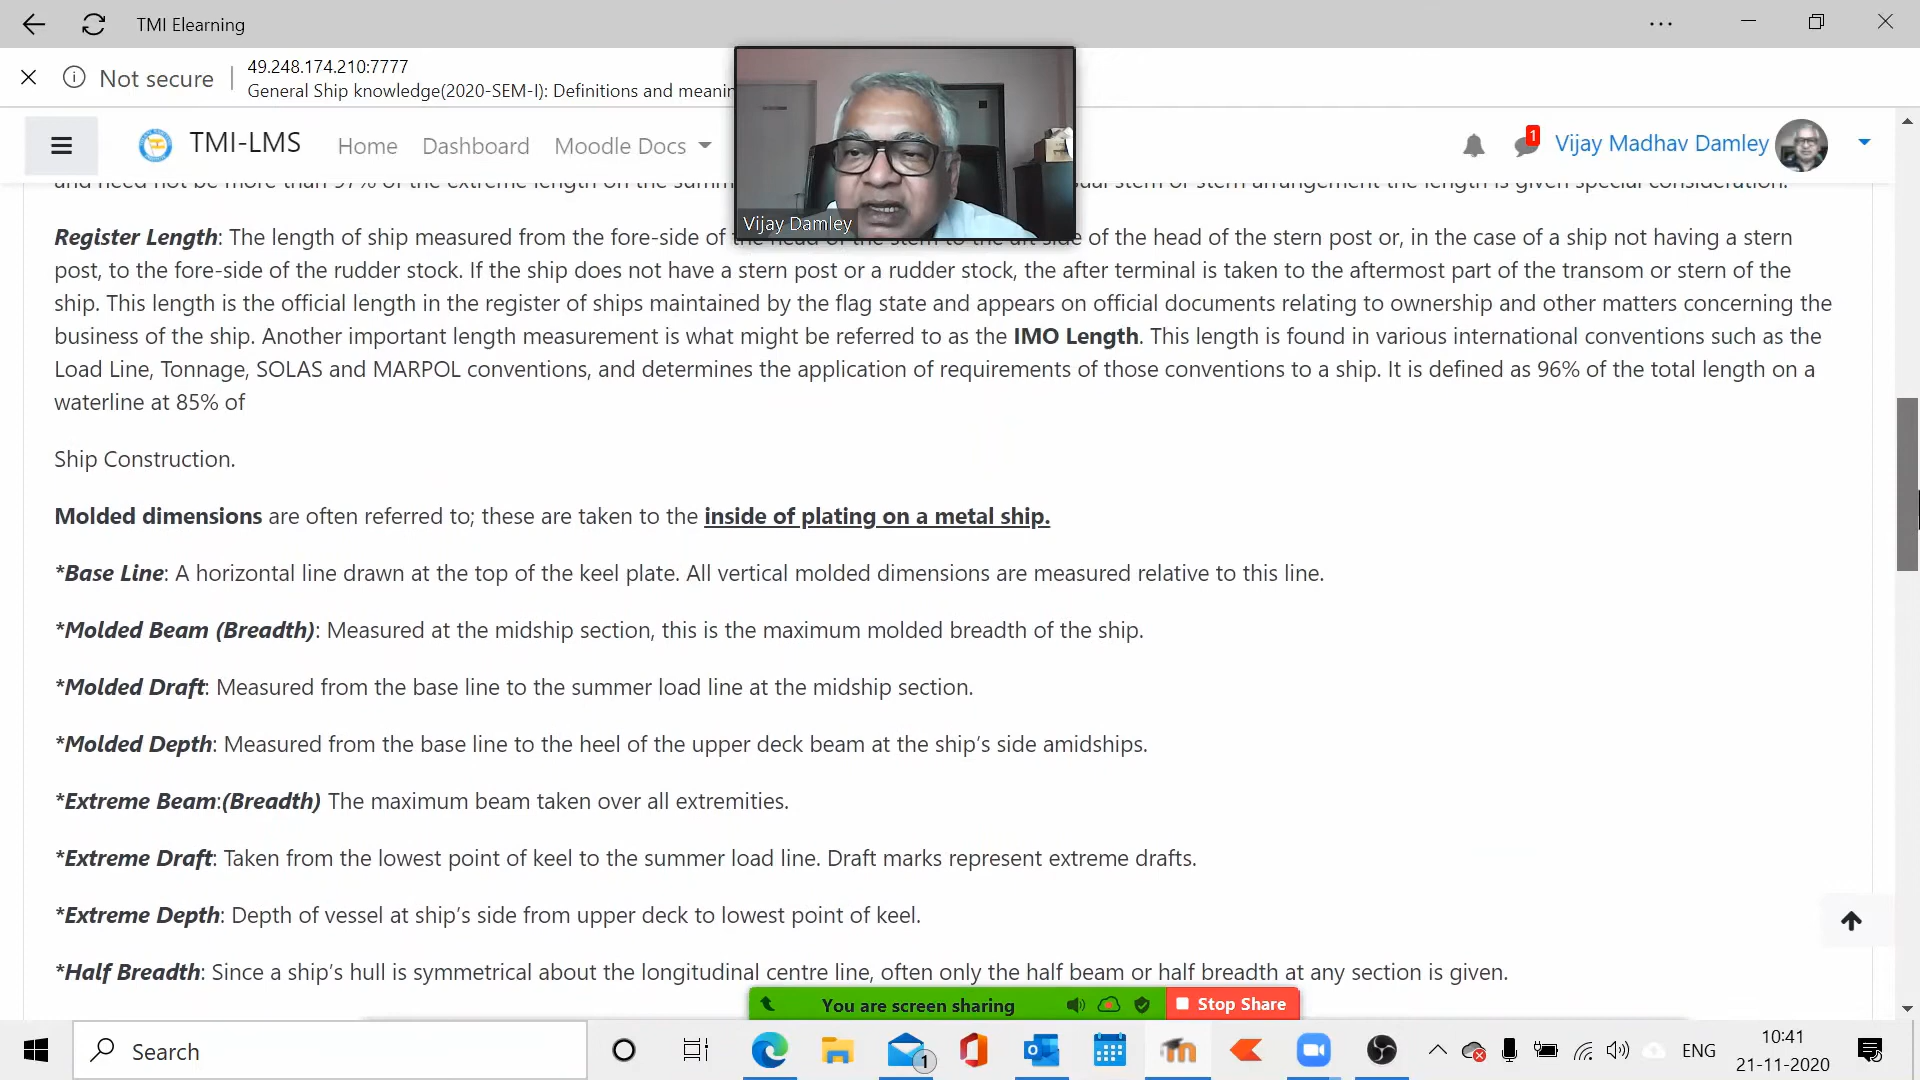 TMI Elearning
Not secure
49.248.174.210:7777
General Ship knowledge(2020-SEM-I): Definitions and meanin
TMI-LMS Home Dashboard Moodle Docs
1
Vijay Madhav Damley
Vijay Damley
and need not be more than 97% of the extreme length on the summ
stem or stern arrangement the length is given special consideration.
Register Length: The length of ship measured from the fore-side of the head of the stem to the aft side of the head of the stern post or, in the case of a ship not having a stern
post, to the fore-side of the rudder stock. If the ship does not have a stern post or a rudder stock, the after terminal is taken to the aftermost part of the transom or stern of the
ship. This length is the official length in the register of ships maintained by the flag state and appears on official documents relating to ownership and other matters concerning the
business of the ship. Another important length measurement is what might be referred to as the IMO Length. This length is found in various international conventions such as the
Load Line, Tonnage, SOLAS and MARPOL conventions, and determines the application of requirements of those conventions to a ship. It is defined as 96% of the total length on a
waterline at 85% of
Ship Construction.
Molded dimensions are often referred to; these are taken to the inside of plating on a metal ship.
*Base Line: A horizontal line drawn at the top of the keel plate. All vertical molded dimensions are measured relative to this line.
*Molded Beam (Breadth): Measured at the midship section, this is the maximum molded breadth of the ship.
*Molded Draft: Measured from the base line to the summer load line at the midship section.
*Molded Depth: Measured from the base line to the heel of the upper deck beam at the ship's side amidships.
*Extreme Beam:(Breadth) The maximum beam taken over all extremities.
*Extreme Draft: Taken from the lowest point of keel to the summer load line. Draft marks represent extreme drafts.
*Extreme Depth: Depth of vessel at ship's side from upper deck to lowest point of keel.
*Half Breadth: Since a ship's hull is symmetrical about the longitudinal centre line, often only the half beam or half breadth at any section is given.
You are screen sharing
Stop Share
Search
1
ENG
10:41
21-11-2020